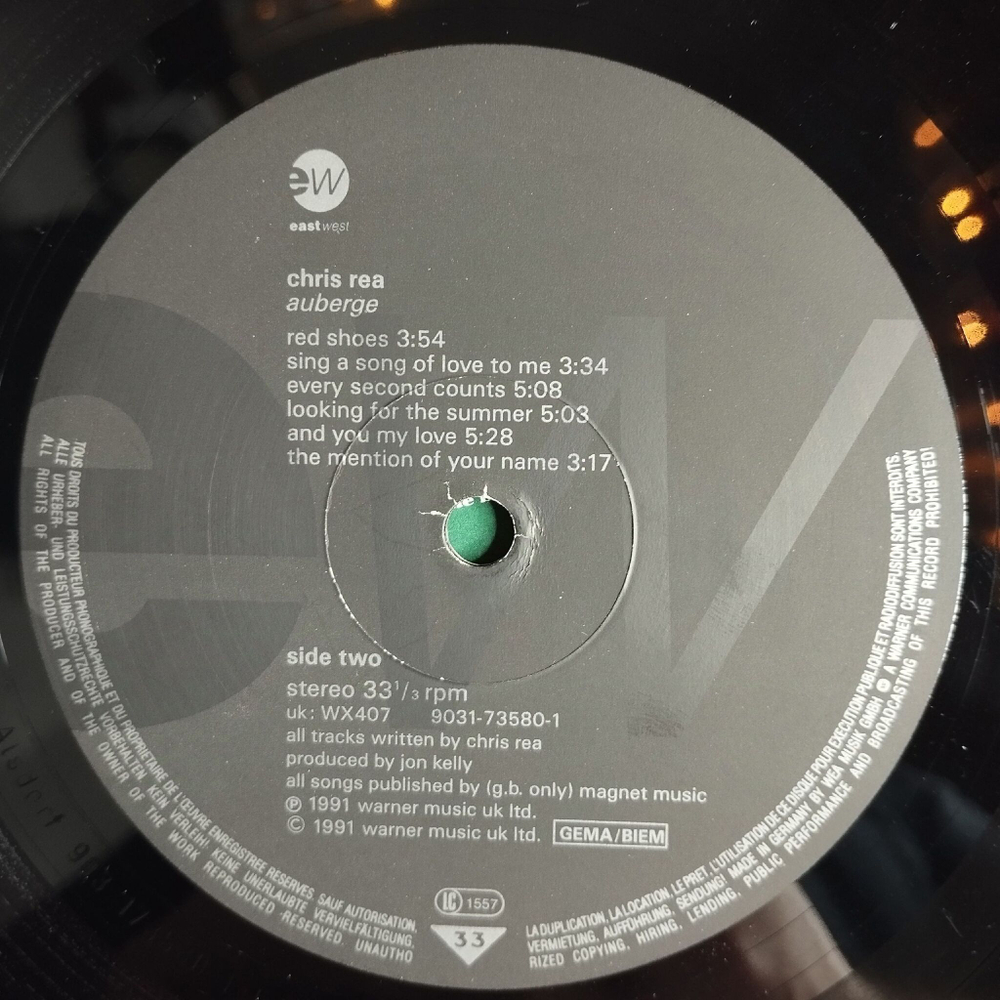 ew
eastwest
chris rea
auberge
red shoes 3:54
sing a song of love to me 3:34
every second counts 5:08
looking for the summer 5:03
and you my love 5:28
the mention of your name 3:17
side two
stereo 33 1/3 rpm
uk: WX407 9031-73580-1
all tracks written by chris rea
produced by jon kelly
all songs published by (g.b. only) magnet music
℗ 1991 warner music uk ltd.
© 1991 warner music uk ltd. GEMA/BIEM
LC 1557
33
TOUS DROITS DU PRODUCTEUR PHONOGRAPHIQUE ET DU PROPRIETAIRE DE L'ŒUVRE ENREGISTREE RESERVES. SAUF AUTORISATION,
LA DUPLICATION, LA LOCATION, LE PRET, L'UTILISATION DE CE DISQUE POUR EXECUTION PUBLIQUE ET RADIODIFFUSION SONT INTERDITS.
ALLE URHEBER- UND LEISTUNGSSCHUTZRECHTE VORBEHALTEN. KEIN VERLEIH! KEINE UNERLAUBTE VERVIELFÄLTIGUNG,
VERMIETUNG, AUFFÜHRUNG, SENDUNG! MADE IN GERMANY BY WEA MUSIK GMBH A WARNER COMMUNICATIONS COMPANY
ALL RIGHTS OF THE PRODUCER AND OF THE OWNER OF THE WORK REPRODUCED RESERVED. UNAUTHO
RIZED COPYING, HIRING, LENDING, PUBLIC PERFORMANCE AND BROADCASTING OF THIS RECORD PROHIBITED!